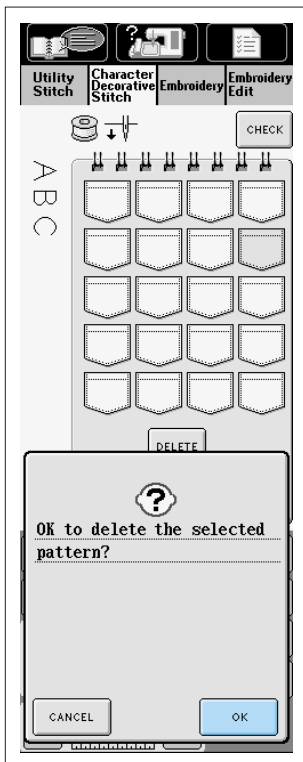 Utility
Stitch
Character
Decorative
Stitch
Embroidery
Embroidery
Edit
CHECK
A
B
C
DELETE
OK to delete the selected
pattern?
CANCEL
OK